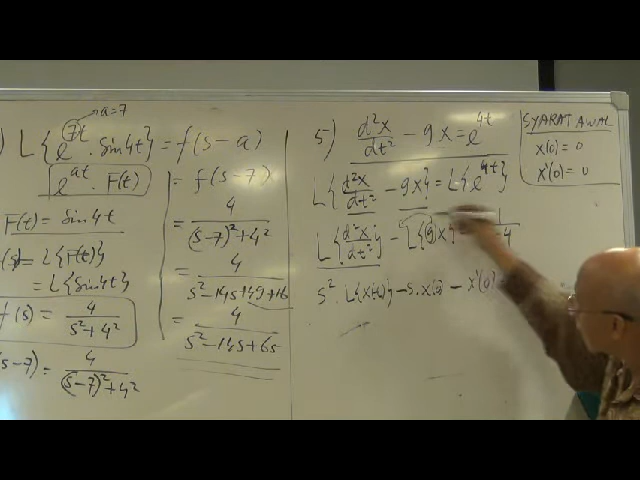 a=7
L{e^7t . sin4t} = f(s-a)
e^at . F(t)
= f(s-7)
F(t) = sin4t
= 4/((s-7)²+4²)
= L{F(t)}
= L{sin4t}
= 4/(s²-14s+49+16)
f(s) = 4/(s²+4²)
= 4/(s²-14s+65)
(s-7) = 4/((s-7)²+4²)
5) d²x/dt² - 9x = e^4t
L{d²x/dt² - 9x} = L{e^4t}
L{d²x/dt²} - L{9x}
s². L{x(t)} - s.x(0) - x'(0)
SYARAT AWAL
x(0) = 0
x'(0) = 0